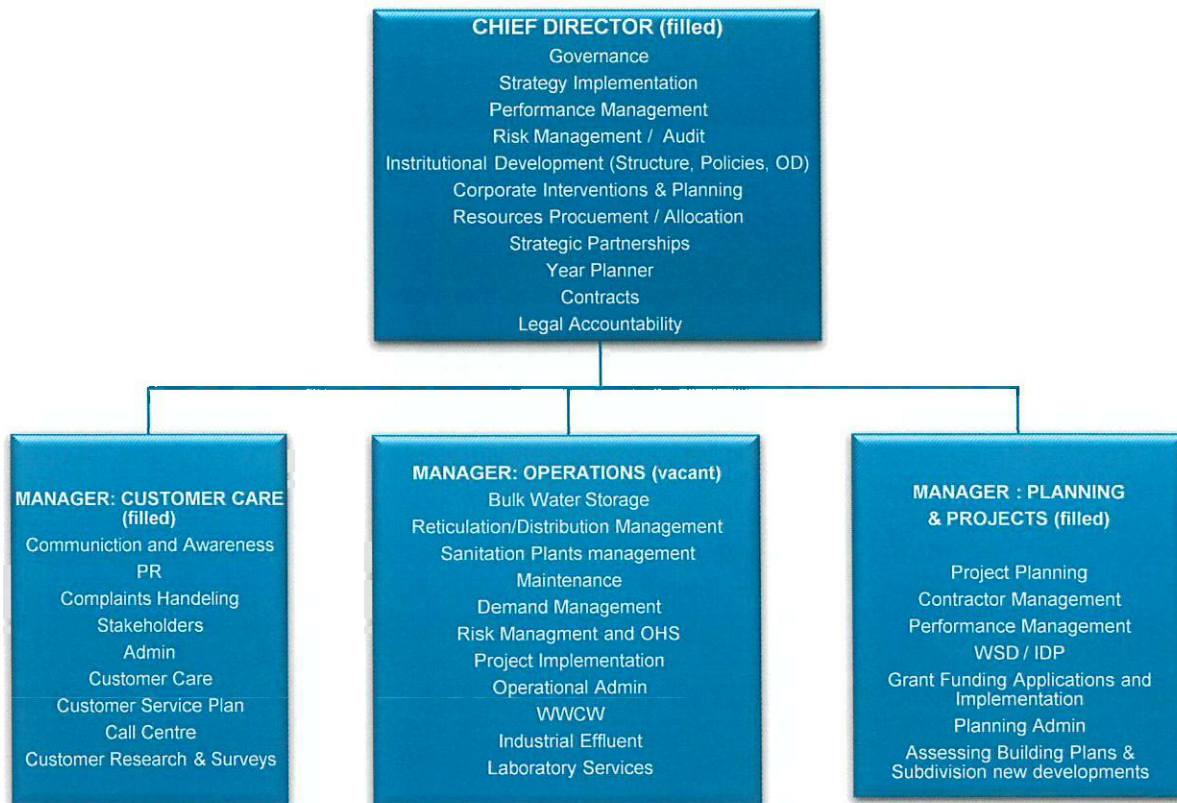 CHIEF DIRECTOR (filled)
Governance
Strategy Implementation
Performance Management
Risk Management / Audit
Instritutional Development (Structure, Policies, OD)
Corporate Interventions & Planning
Resources Procuement / Allocation
Strategic Partnerships
Year Planner
Contracts
Legal Accountability
MANAGER: CUSTOMER CARE
(filled)
Communiction and Awareness
PR
Complaints Handeling
Stakeholders
Admin
Customer Care
Customer Service Plan
Call Centre
Customer Research & Surveys
MANAGER: OPERATIONS (vacant)
Bulk Water Storage
Reticulation/Distribution Management
Sanitation Plants management
Maintenance
Demand Management
Risk Managment and OHS
Project Implementation
Operational Admin
WWCW
Industrial Effluent
Laboratory Services
MANAGER : PLANNING
& PROJECTS (filled)
Project Planning
Contractor Management
Performance Management
WSD / IDP
Grant Funding Applications and
Implementation
Planning Admin
Assessing Building Plans &
Subdivision new developments